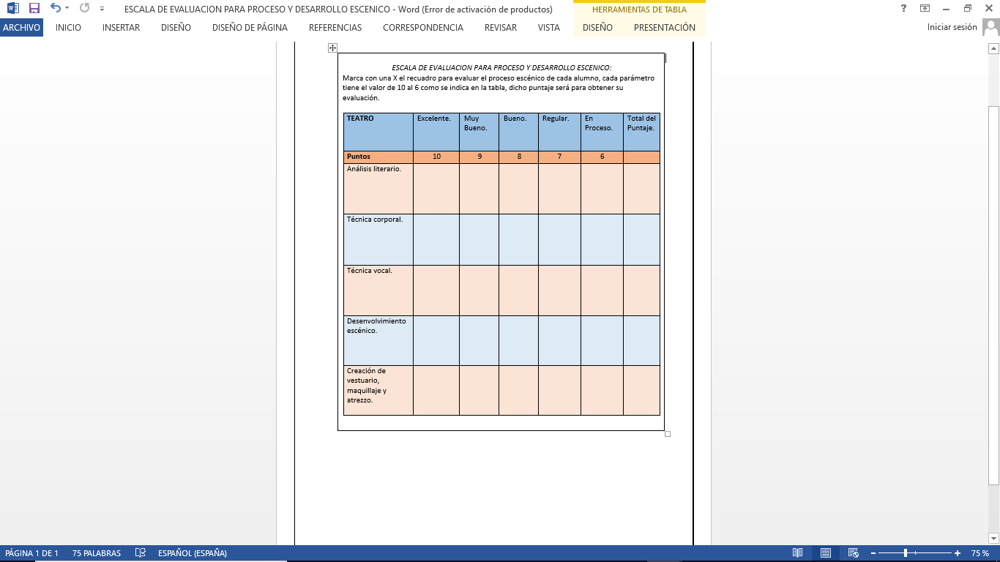 ESCALA DE EVALUACION PARA PROCESO Y DESARROLLO ESCENICO - Word (Error de activación de productos)
HERRAMIENTAS DE TABLA
ARCHIVO INICIO INSERTAR DISEÑO DISEÑO DE PÁGINA REFERENCIAS CORRESPONDENCIA REVISAR VISTA DISEÑO PRESENTACIÓN Iniciar sesión
ESCALA DE EVALUACION PARA PROCESO Y DESARROLLO ESCENICO:
Marca con una X el recuadro para evaluar el proceso escénico de cada alumno, cada parámetro
tiene el valor de 10 al 6 como se indica en la tabla, dicho puntaje será para obtener su
evaluación.
TEATRO Excelente. Muy Bueno. Bueno. Regular. En Proceso. Total del Puntaje.
Puntos 10 9 8 7 6
Análisis literario.
Técnica corporal.
Técnica vocal.
Desenvolvimiento
escénico.
Creación de
vestuario,
maquillaje y
atrezzo.
PÁGINA 1 DE 1 75 PALABRAS ESPAÑOL (ESPAÑA) 75 %